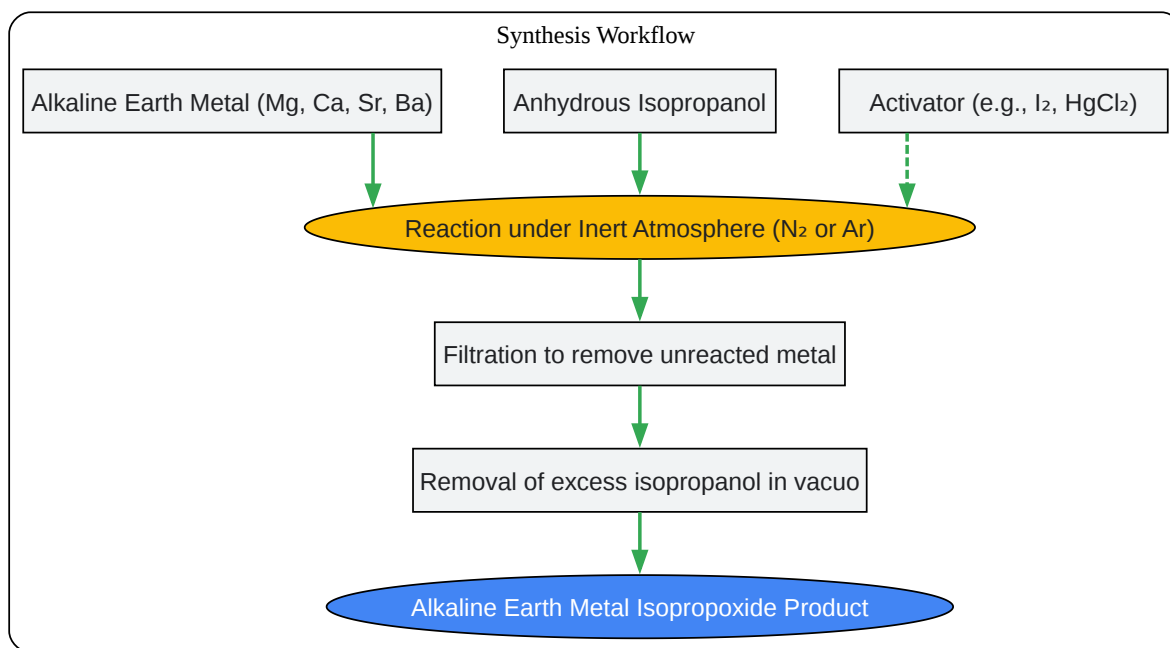 Synthesis Workflow
Alkaline Earth Metal (Mg, Ca, Sr, Ba)
Anhydrous Isopropanol
Activator (e.g., I₂, HgCl₂)
Reaction under Inert Atmosphere (N₂ or Ar)
Filtration to remove unreacted metal
Removal of excess isopropanol in vacuo
Alkaline Earth Metal Isopropoxide Product